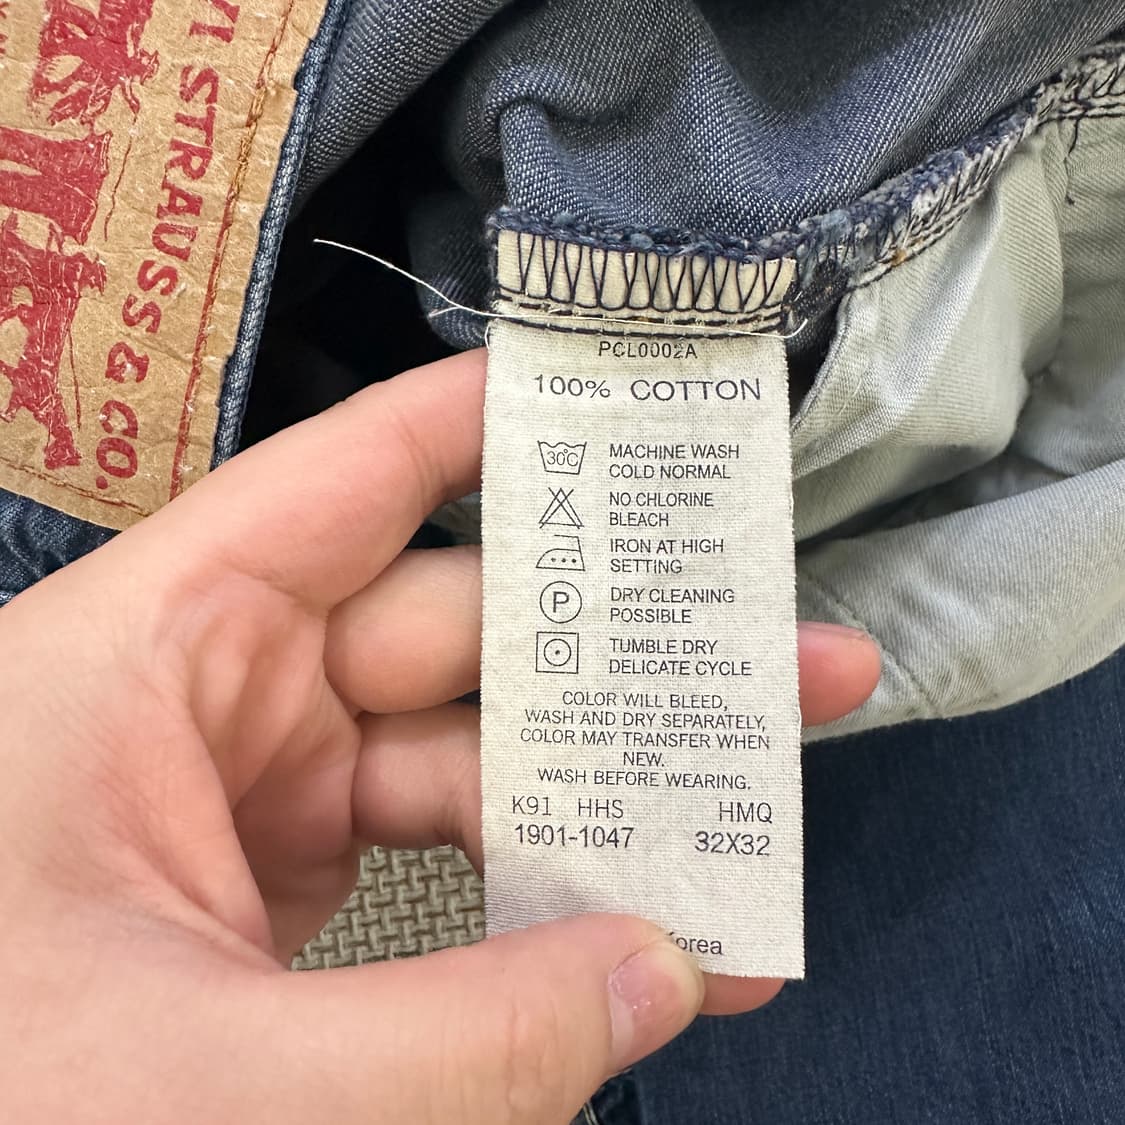 STRAUSS & CO.
PCL0002A
100% COTTON
30°C
MACHINE WASH
COLD NORMAL
NO CHLORINE
BLEACH
IRON AT HIGH
SETTING
P
DRY CLEANING
POSSIBLE
TUMBLE DRY
DELICATE CYCLE
COLOR WILL BLEED,
WASH AND DRY SEPARATELY,
COLOR MAY TRANSFER WHEN
NEW.
WASH BEFORE WEARING.
K91 HHS HMQ
1901-1047 32X32
orea